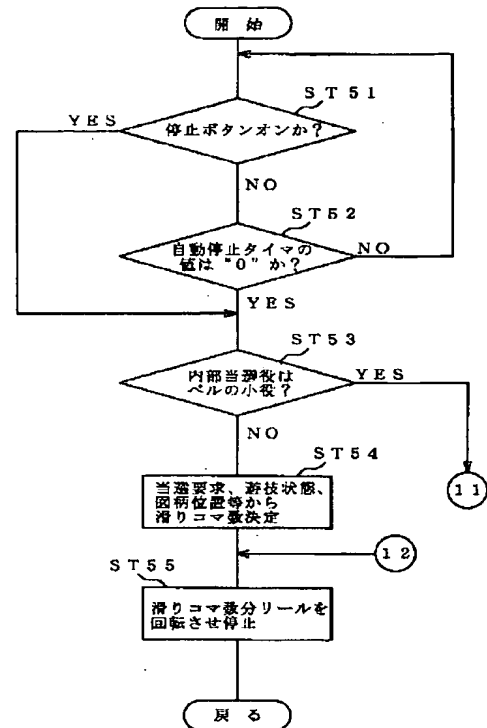 開始
ST51
停止ボタンオンか？
YES
NO
ST52
自動停止タイマの
値は“0”か？
NO
YES
ST53
内部当選役は
ベルの小役？
YES
NO
ST54
11
当選要求、遊技状態、
図柄位置等から
滑りコマ数決定
12
ST55
滑りコマ数分リールを
回転させ停止
戻る